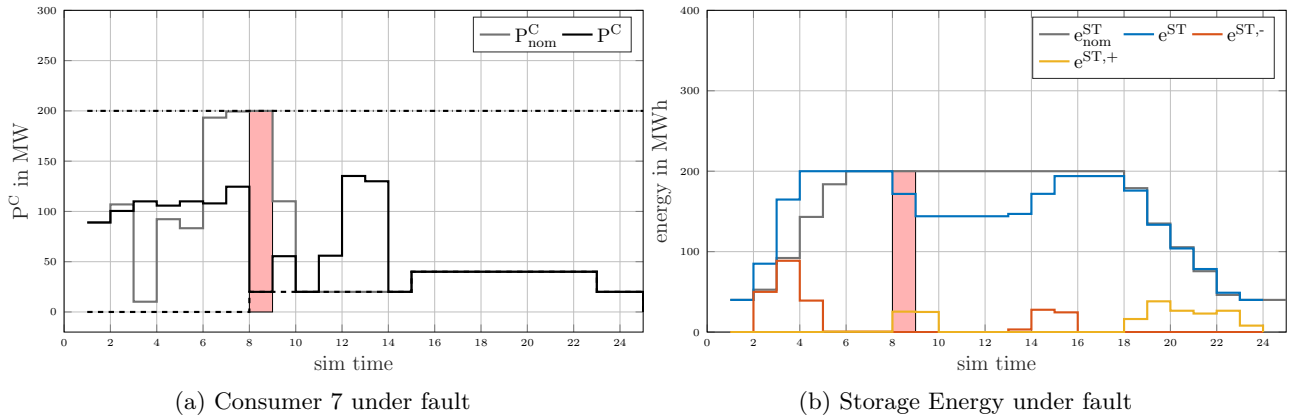 P^C_nom P^C
300
250
200
150
100
50
0
P^C in MW
0 2 4 6 8 10 12 14 16 18 20 22 24
sim time
(a) Consumer 7 under fault
e^ST_nom e^ST e^ST,-
e^ST,+
400
300
200
100
0
energy in MWh
0 2 4 6 8 10 12 14 16 18 20 22 24
sim time
(b) Storage Energy under fault